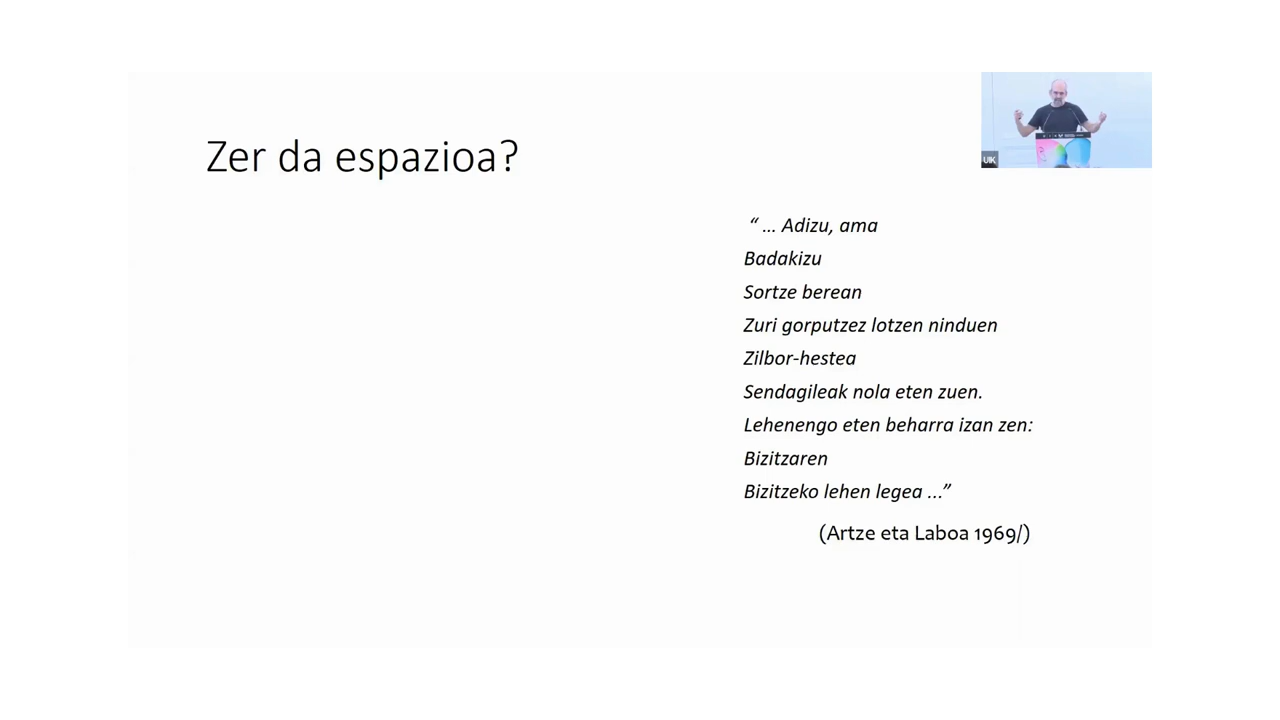 Zer da espazioa?
UIK
“ ... Adizu, ama
Badakizu
Sortze berean
Zuri gorputzez lotzen ninduen
Zilbor-hestea
Sendagileak nola eten zuen.
Lehenengo eten beharra izan zen:
Bizitzaren
Bizitzeko lehen legea ...”
(Artze eta Laboa 1969/)